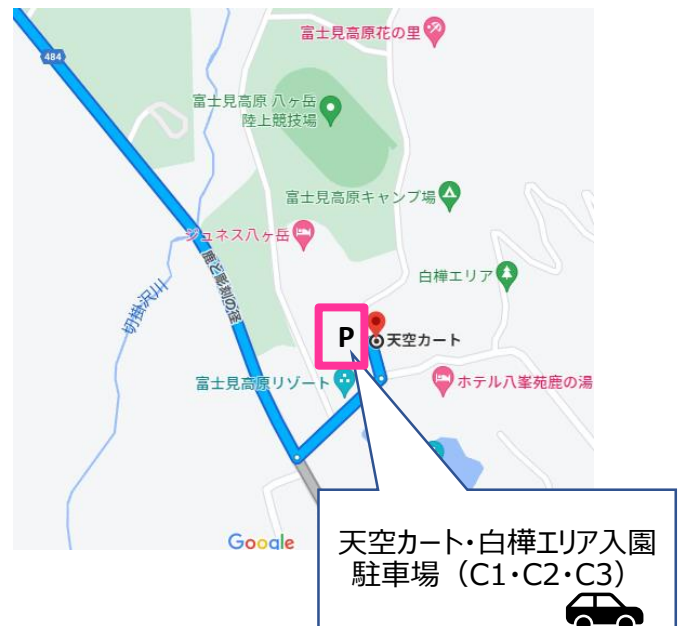 富士見高原花の里
484
富士見高原 八ヶ岳
陸上競技場
富士見高原キャンプ場
ジュネス八ヶ岳
鹿之彫刻の径
白樺エリア
切掛沢川
P
天空カート
富士見高原リゾート
ホテル八峯苑鹿の湯
Google
天空カート・白樺エリア入園
駐車場（C1・C2・C3）